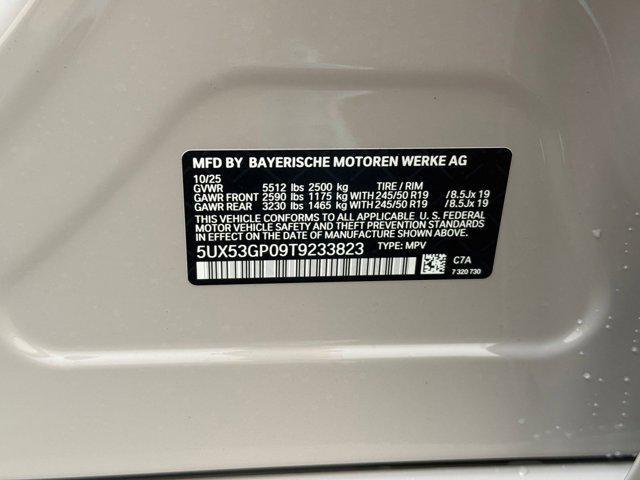 MFD BY BAYERISCHE MOTOREN WERKE AG
10/25
GVWR 5512 lbs 2500 kg TIRE / RIM
GAWR FRONT 2590 lbs 1175 kg WITH 245/50 R19 / 8.5Jx 19
GAWR REAR 3230 lbs 1465 kg WITH 245/50 R19 / 8.5Jx 19
THIS VEHICLE CONFORMS TO ALL APPLICABLE U. S. FEDERAL
MOTOR VEHICLE SAFETY AND THEFT PREVENTION STANDARDS
IN EFFECT ON THE DATE OF MANUFACTURE SHOWN ABOVE.
5UX53GP09T9233823 TYPE: MPV
C7A
7 320 730